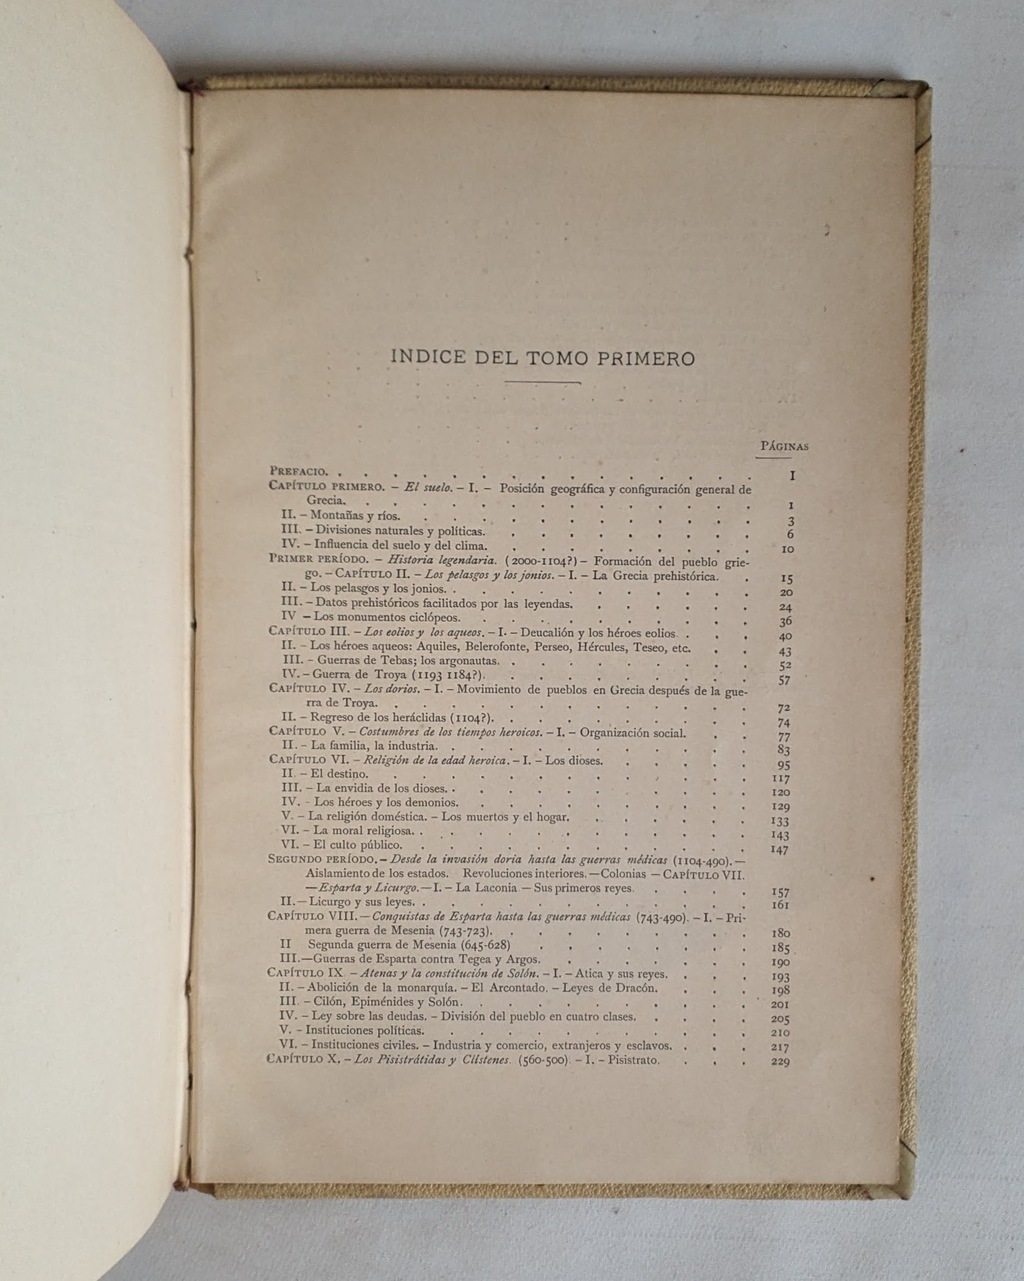 INDICE DEL TOMO PRIMERO
PÁGINAS
PREFACIO. . . . . . . . . . . . . . . . I
CAPÍTULO PRIMERO. – El suelo. – I. – Posición geográfica y configuración general de
Grecia. . . . . . . . . . . . . . . 1
II. – Montañas y ríos. . . . . . . . . . . . . 3
III. – Divisiones naturales y políticas. . . . . . . . . . 6
IV. – Influencia del suelo y del clima. . . . . . . . . . 10
PRIMER PERÍODO. – Historia legendaria. (2000-1104?) – Formación del pueblo grie-
go. – CAPÍTULO II. – Los pelasgos y los jonios. – I. – La Grecia prehistórica. . 15
II. – Los pelasgos y los jonios. . . . . . . . . . . . 20
III. – Datos prehistóricos facilitados por las leyendas. . . . . . . 24
IV – Los monumentos ciclópeos. . . . . . . . . . . 36
CAPÍTULO III. – Los eolios y los aqueos. – I. – Deucalión y los héroes eolios . . . 40
II. – Los héroes aqueos: Aquiles, Belerofonte, Perseo, Hércules, Teseo, etc. . . 43
III. – Guerras de Tebas; los argonautas. . . . . . . . . . 52
IV. – Guerra de Troya (1193 1184?). . . . . . . . . . 57
CAPÍTULO IV. – Los dorios. – I. – Movimiento de pueblos en Grecia después de la gue-
rra de Troya. . . . . . . . . . . . . . 72
II. – Regreso de los heráclidas (1104?). . . . . . . . . . 74
CAPÍTULO V. – Costumbres de los tiempos heroicos. – I. – Organización social. . . 77
II. – La familia, la industria. . . . . . . . . . . . 83
CAPÍTULO VI. – Religión de la edad heroica. – I. – Los dioses. . . . . . 95
II. – El destino. . . . . . . . . . . . . . 117
III. – La envidia de los dioses. . . . . . . . . . . . 120
IV. – Los héroes y los demonios. . . . . . . . . . . 129
V. – La religión doméstica. – Los muertos y el hogar. . . . . . . . 133
VI. – La moral religiosa. . . . . . . . . . . . . 143
VI. – El culto público. . . . . . . . . . . . . 147
SEGUNDO PERÍODO. – Desde la invasión doria hasta las guerras médicas (1104-490). —
Aislamiento de los estados. Revoluciones interiores. — Colonias — CAPÍTULO VII.
— Esparta y Licurgo. — I. – La Laconia – Sus primeros reyes. . . . . 157
II. — Licurgo y sus leyes. . . . . . . . . . . . . 161
CAPÍTULO VIII. — Conquistas de Esparta hasta las guerras médicas (743-490). – I. – Pri-
mera guerra de Mesenia (743-723). . . . . . . . . . 180
II Segunda guerra de Mesenia (645-628) . . . . . . . . 185
III. — Guerras de Esparta contra Tegea y Argos. . . . . . . . . 190
CAPÍTULO IX – Atenas y la constitución de Solón. – I. – Atica y sus reyes. . . . 193
II. – Abolición de la monarquía. – El Arcontado. – Leyes de Dracón. . . . . 198
III. – Cilón, Epiménides y Solón. . . . . . . . . . . . 201
IV. – Ley sobre las deudas. – División del pueblo en cuatro clases. . . . . 205
V. – Instituciones políticas. . . . . . . . . . . . . 210
VI. – Instituciones civiles. – Industria y comercio, extranjeros y esclavos. . . . 217
CAPÍTULO X. – Los Pisistrátidas y Clístenes. (560-500). – I. – Pisistrato. . . . 229